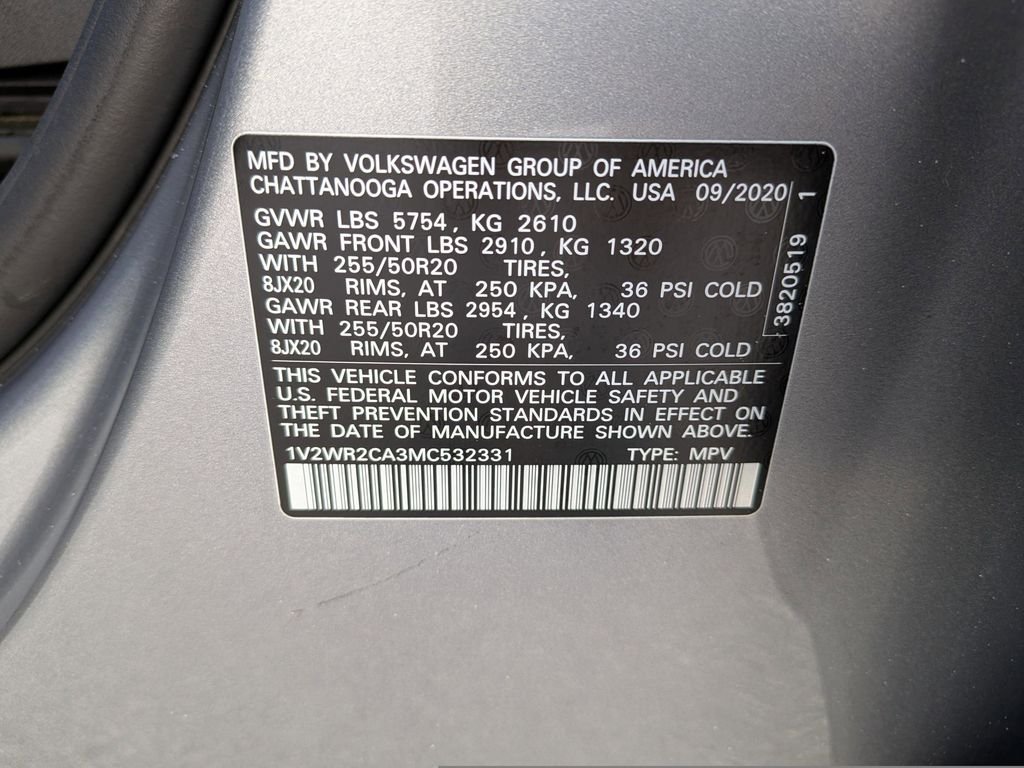 MFD BY VOLKSWAGEN GROUP OF AMERICA
CHATTANOOGA OPERATIONS, LLC. USA 09/2020
GVWR LBS 5754, KG 2610
GAWR FRONT LBS 2910, KG 1320
WITH 255/50R20 TIRES,
8JX20 RIMS, AT 250 KPA, 36 PSI COLD
GAWR REAR LBS 2954, KG 1340
WITH 255/50R20 TIRES,
8JX20 RIMS, AT 250 KPA, 36 PSI COLD
THIS VEHICLE CONFORMS TO ALL APPLICABLE
U.S. FEDERAL MOTOR VEHICLE SAFETY AND
THEFT PREVENTION STANDARDS IN EFFECT ON
THE DATE OF MANUFACTURE SHOWN ABOVE.
1V2WR2CA3MC532331 TYPE: MPV
3820519 1